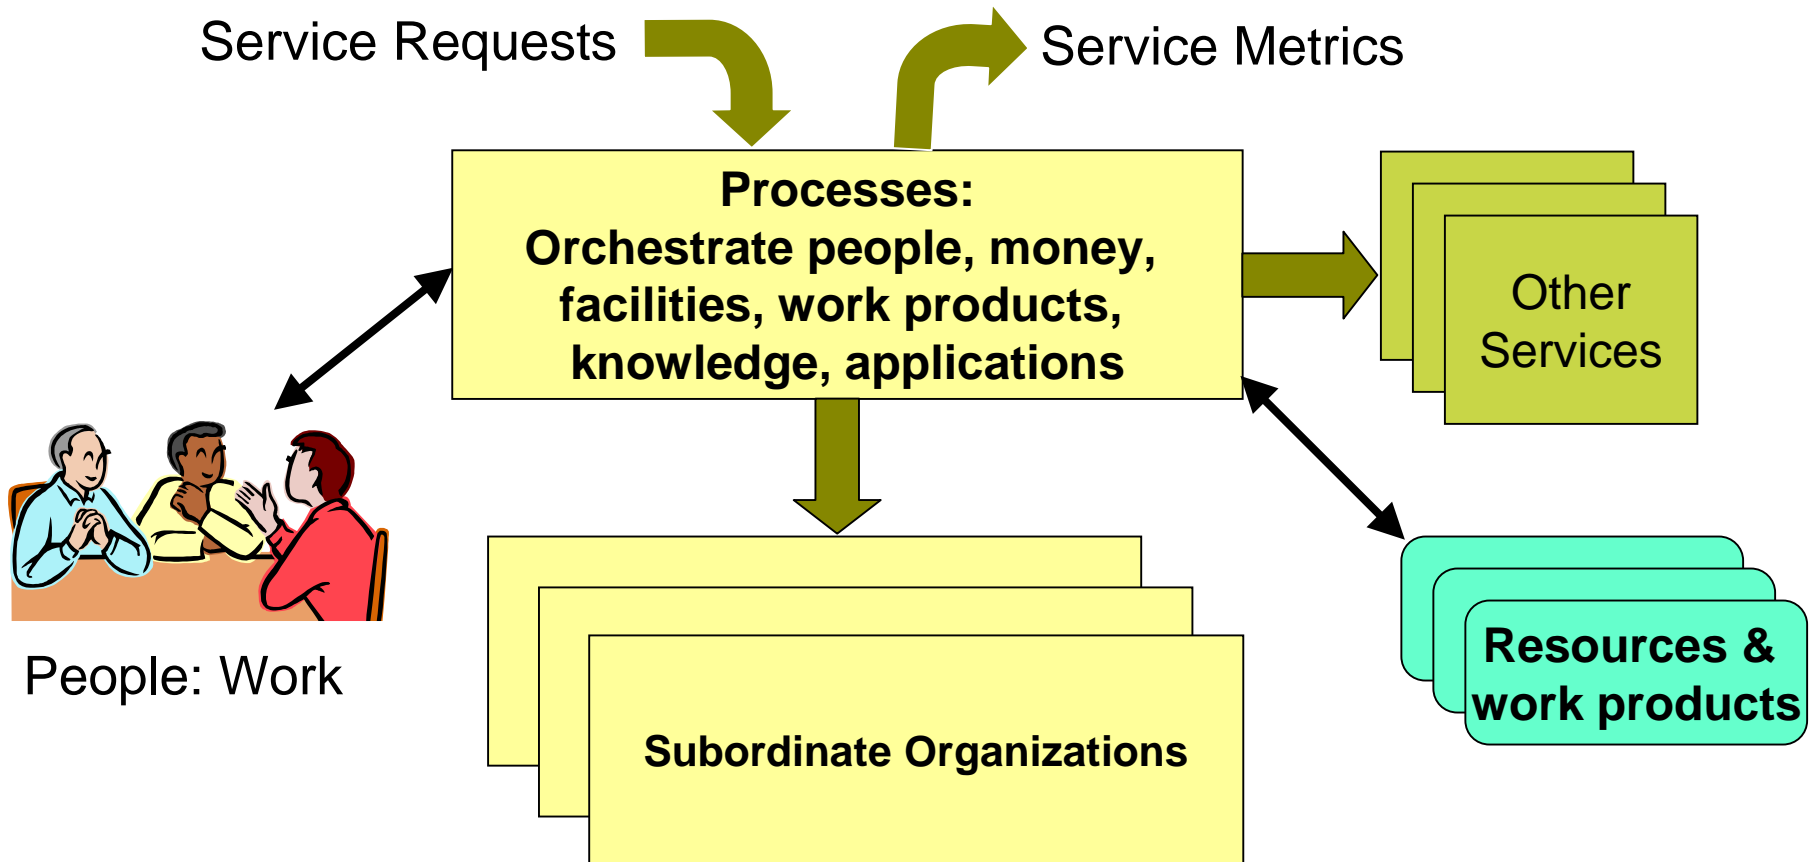 Service Requests
Service Metrics
Processes:
Orchestrate people, money,
facilities, work products,
knowledge, applications
Other
Services
People: Work
Resources &
work products
Subordinate Organizations